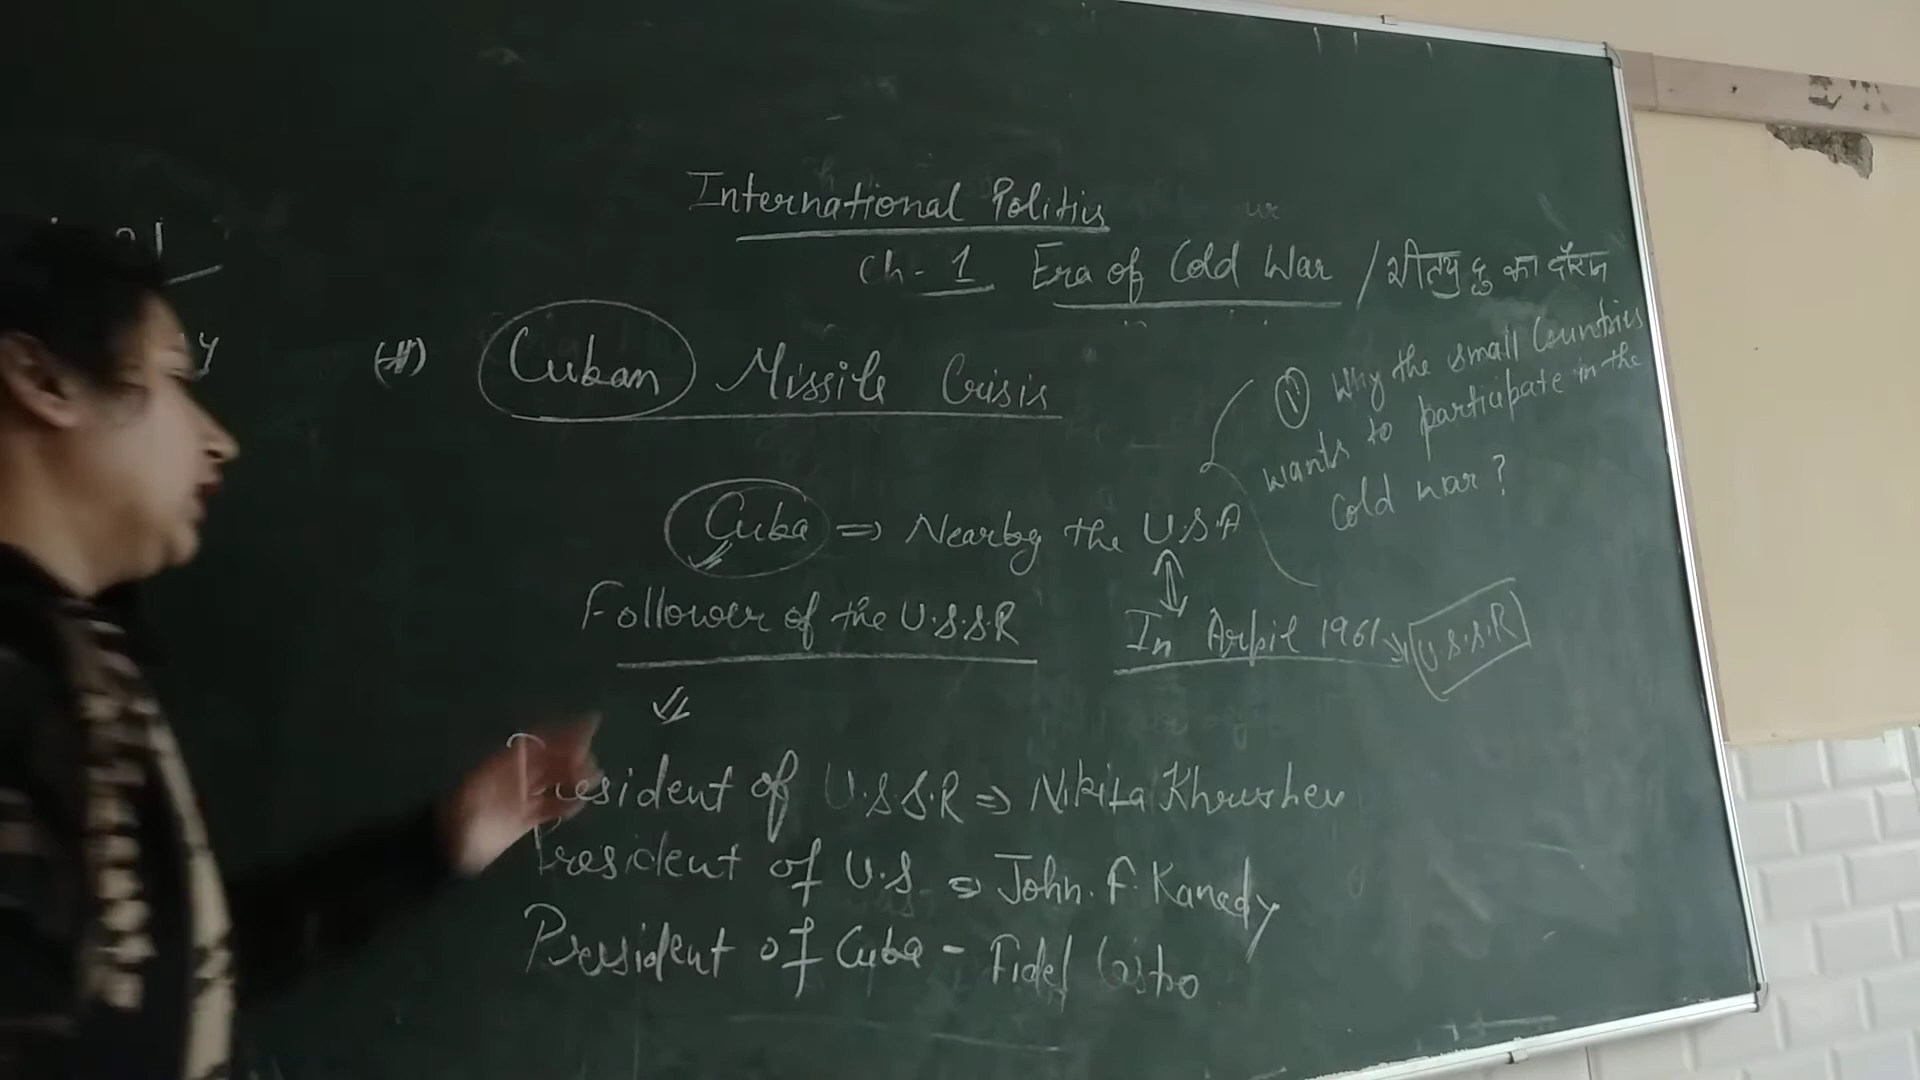 International Politics
Ch-1 Era of Cold War / शीतयुद्ध का दौर
(#) Cuban Missile Crisis
① Why the small Countries
wants to participate in the
Cold war?
Cuba ⇒ Nearby the U.S.A
Follower of the U.S.S.R
In Arpil 1961 → U.S.S.R
President of U.S.S.R ⇒ Nikita Khrushev
President of U.S. ⇒ John. F. Kanedy
President of Cuba - Fidel Castro